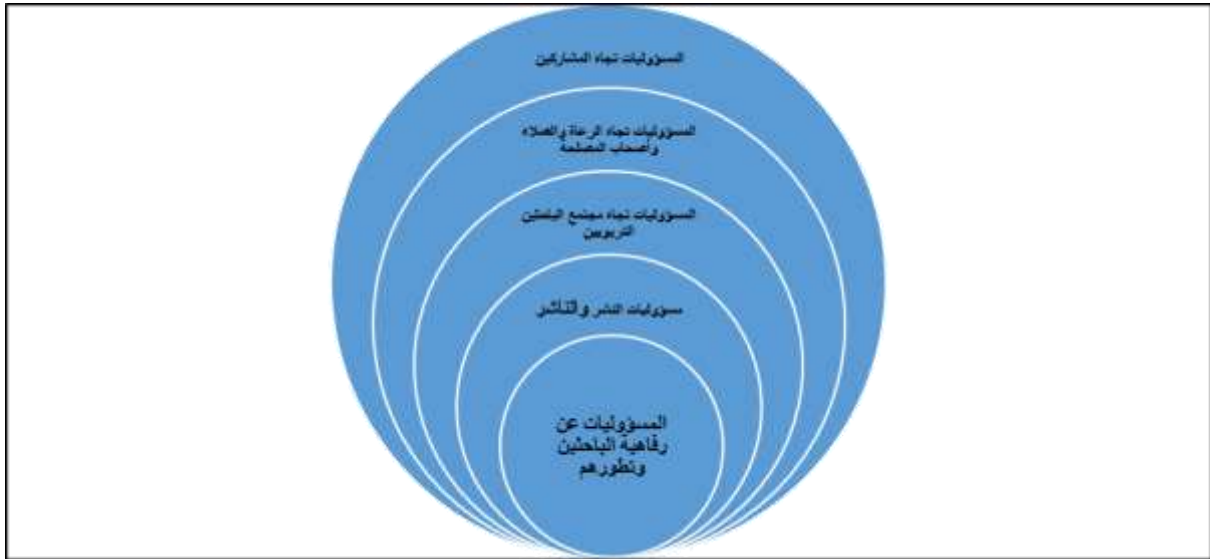 المسؤوليات تجاه المشاركين
المسؤوليات تجاه الرعاة والعملاء
وأصحاب المصلحة
المسؤوليات تجاه مجتمع الباحثين
التربويين
مسؤوليات النشر والناشر
المسؤوليات عن
رفاهية الباحثين
وتطورهم